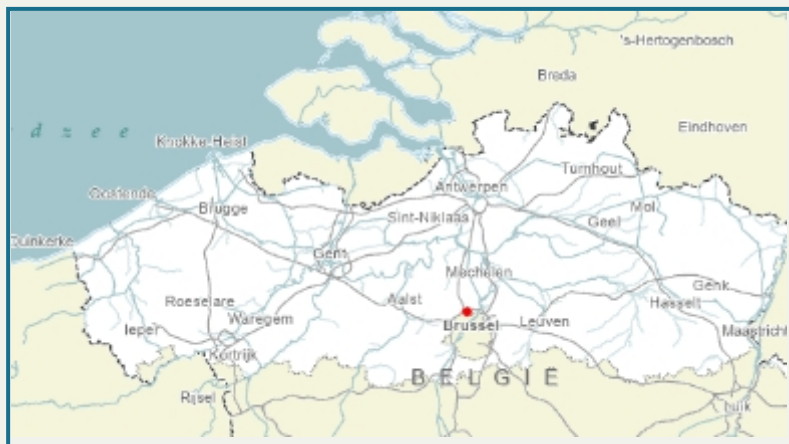 's-Hertogenbosch
Breda
Eindhoven
d z e e
Knokke-Heist
Turnhout
Antwerpen
Oostende
Brugge
Mol
Sint-Niklaas
Geel
Duinkerke
Gent
Mechelen
Genk
Aalst
Hasselt
Roeselare
Waregem
Ieper
Brussel
Leuven
Maastricht
Kortrijk
BELGIË
Rijsel
Luik